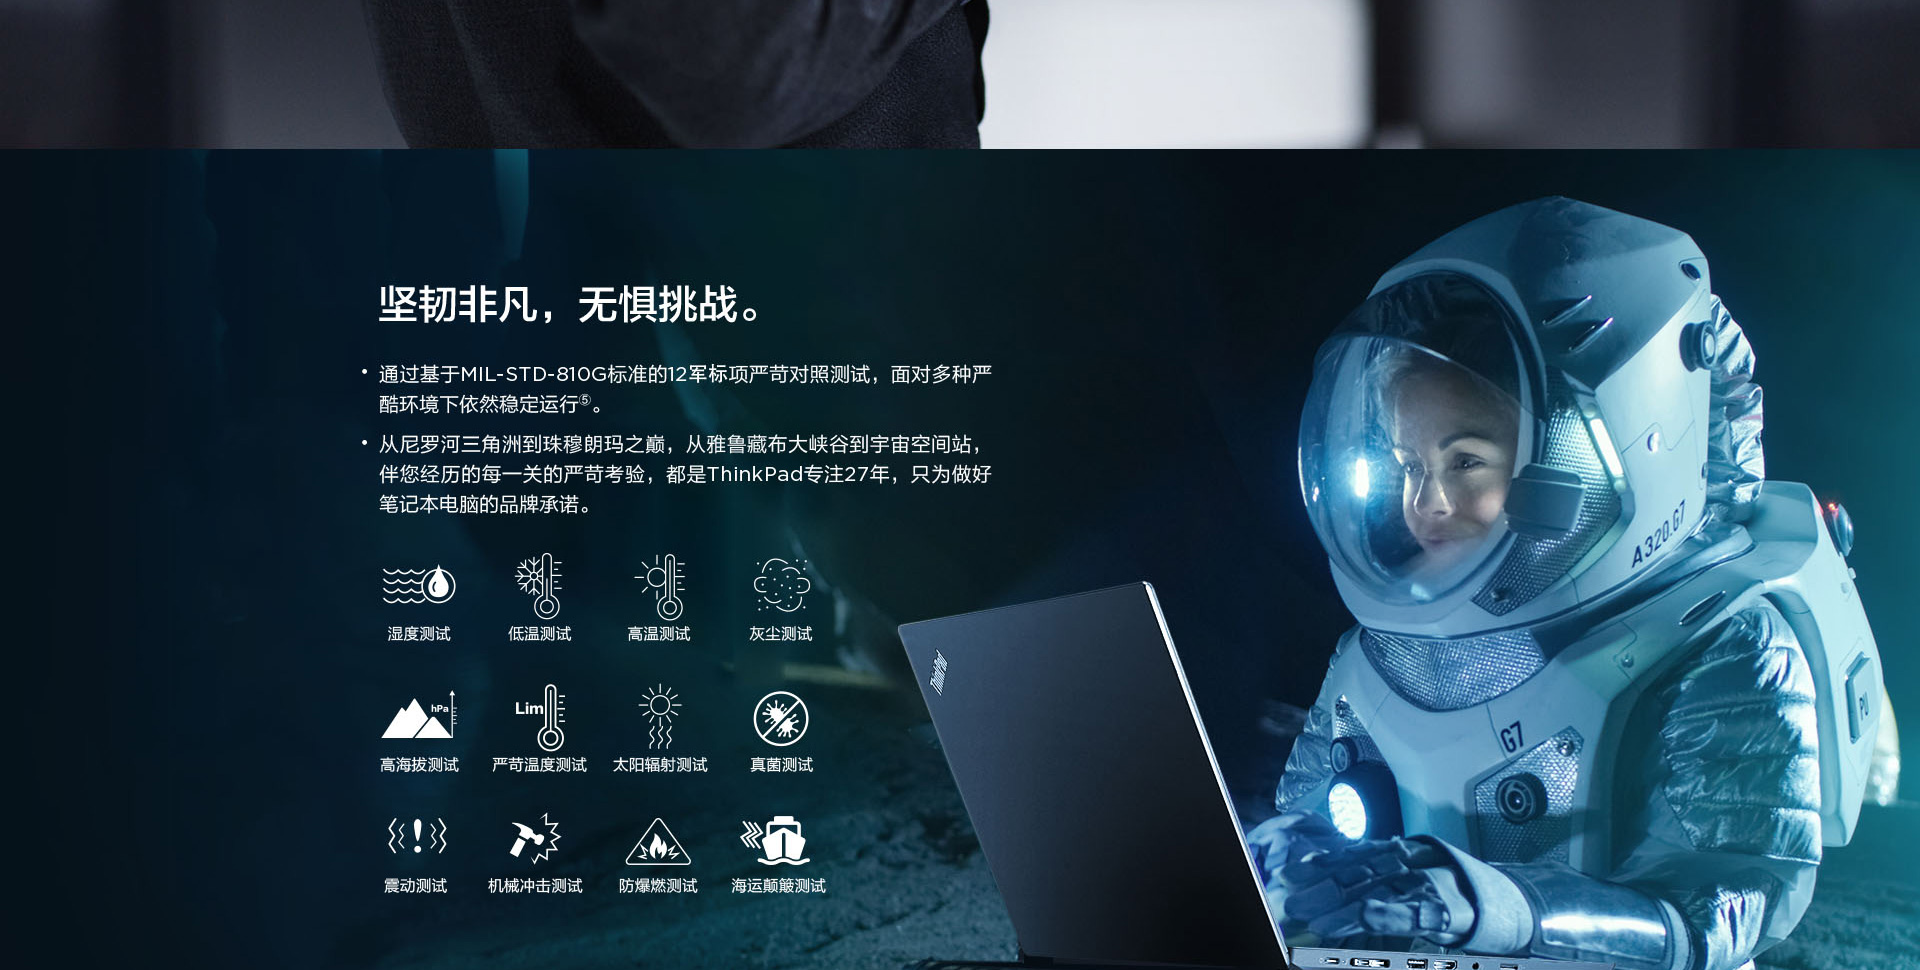 坚韧非凡，无惧挑战。
• 通过基于MIL-STD-810G标准的12军标项严苛对照测试，面对多种严
酷环境下依然稳定运行⑤。
• 从尼罗河三角洲到珠穆朗玛之巅，从雅鲁藏布大峡谷到宇宙空间站，
伴您经历的每一关的严苛考验，都是ThinkPad专注27年，只为做好
笔记本电脑的品牌承诺。
湿度测试 低温测试 高温测试 灰尘测试
hPa Lim
高海拔测试 严苛温度测试 太阳辐射测试 真菌测试
震动测试 机械冲击测试 防爆燃测试 海运颠簸测试
ThinkPad
A320.G7
G7
PU